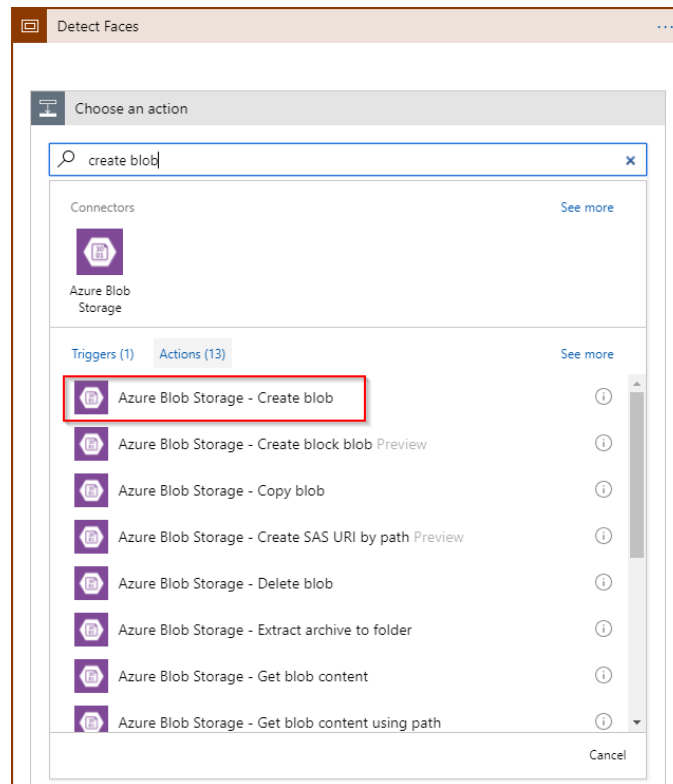 Detect Faces
Choose an action
create blob
Connectors
See more
Azure Blob
Storage
Triggers (1) Actions (13) See more
Azure Blob Storage - Create blob
Azure Blob Storage - Create block blob Preview
Azure Blob Storage - Copy blob
Azure Blob Storage - Create SAS URI by path Preview
Azure Blob Storage - Delete blob
Azure Blob Storage - Extract archive to folder
Azure Blob Storage - Get blob content
Azure Blob Storage - Get blob content using path
Cancel